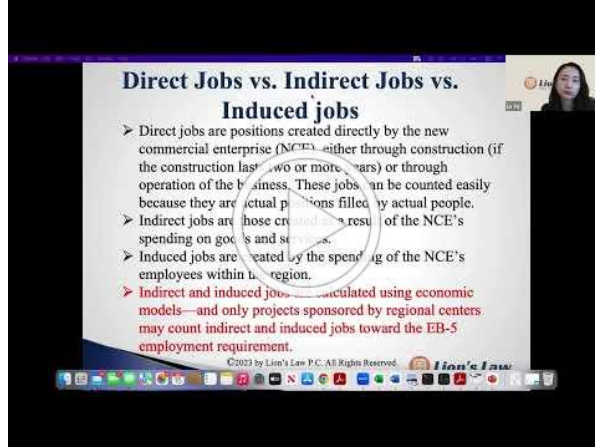 Direct Jobs vs. Indirect Jobs vs.
Induced jobs
➢ Direct jobs are positions created directly by the new
commercial enterprise (NCE), either through construction (if
the construction lasts two or more years) or through
operation of the business. These jobs can be counted easily
because they are actual positions filled by actual people.
➢ Indirect jobs are those created as a result of the NCE's
spending on goods and services.
➢ Induced jobs are created by the spending of the NCE's
employees within the region.
➢ Indirect and induced jobs are calculated using economic
models—and only projects sponsored by regional centers
may count indirect and induced jobs toward the EB-5
employment requirement.
©2023 by Lion's Law P.C. All Rights Reserved
Lion's Law